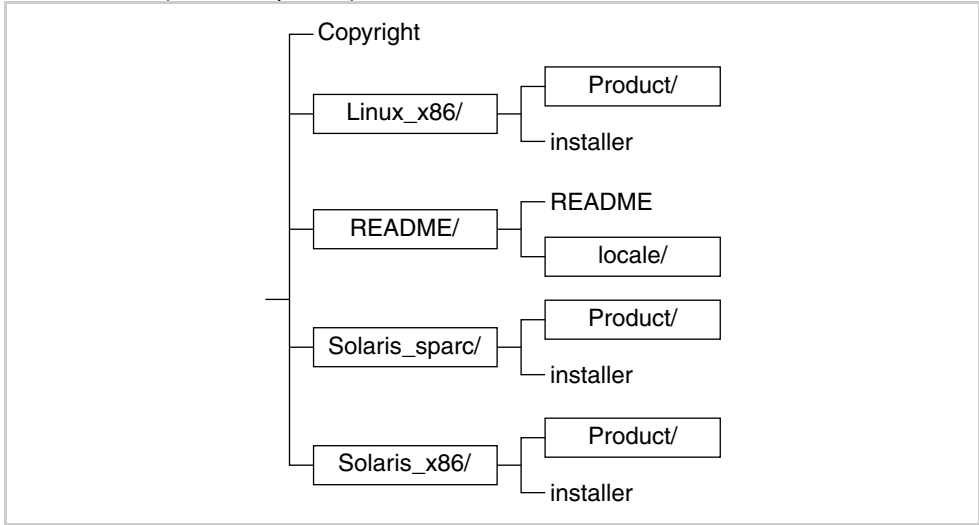 Copyright
Linux_x86/
Product/
installer
README/
README
locale/
Solaris_sparc/
Product/
installer
Solaris_x86/
Product/
installer